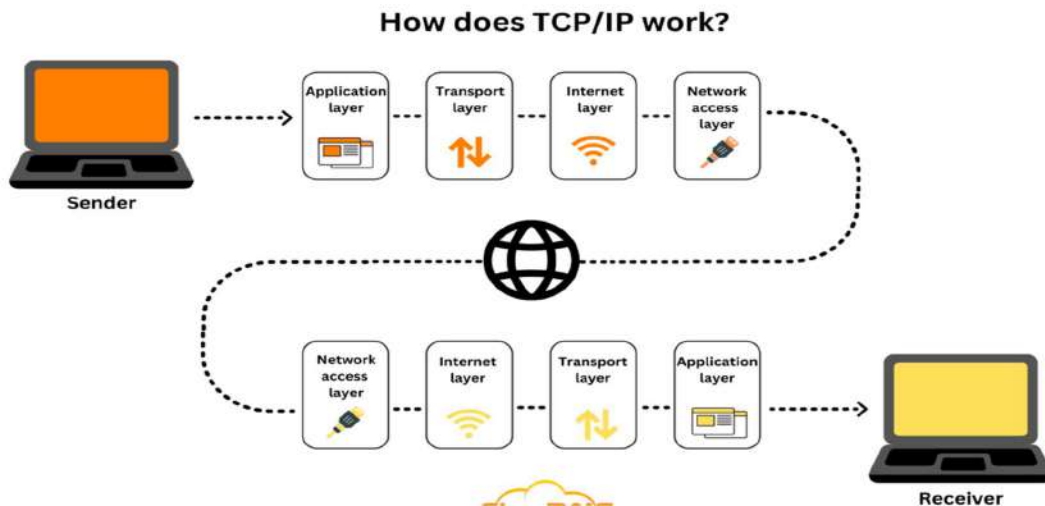 How does TCP/IP work?
Application
layer
Transport
layer
Internet
layer
Network
access
layer
Sender
Network
access
layer
Internet
layer
Transport
layer
Application
layer
Receiver